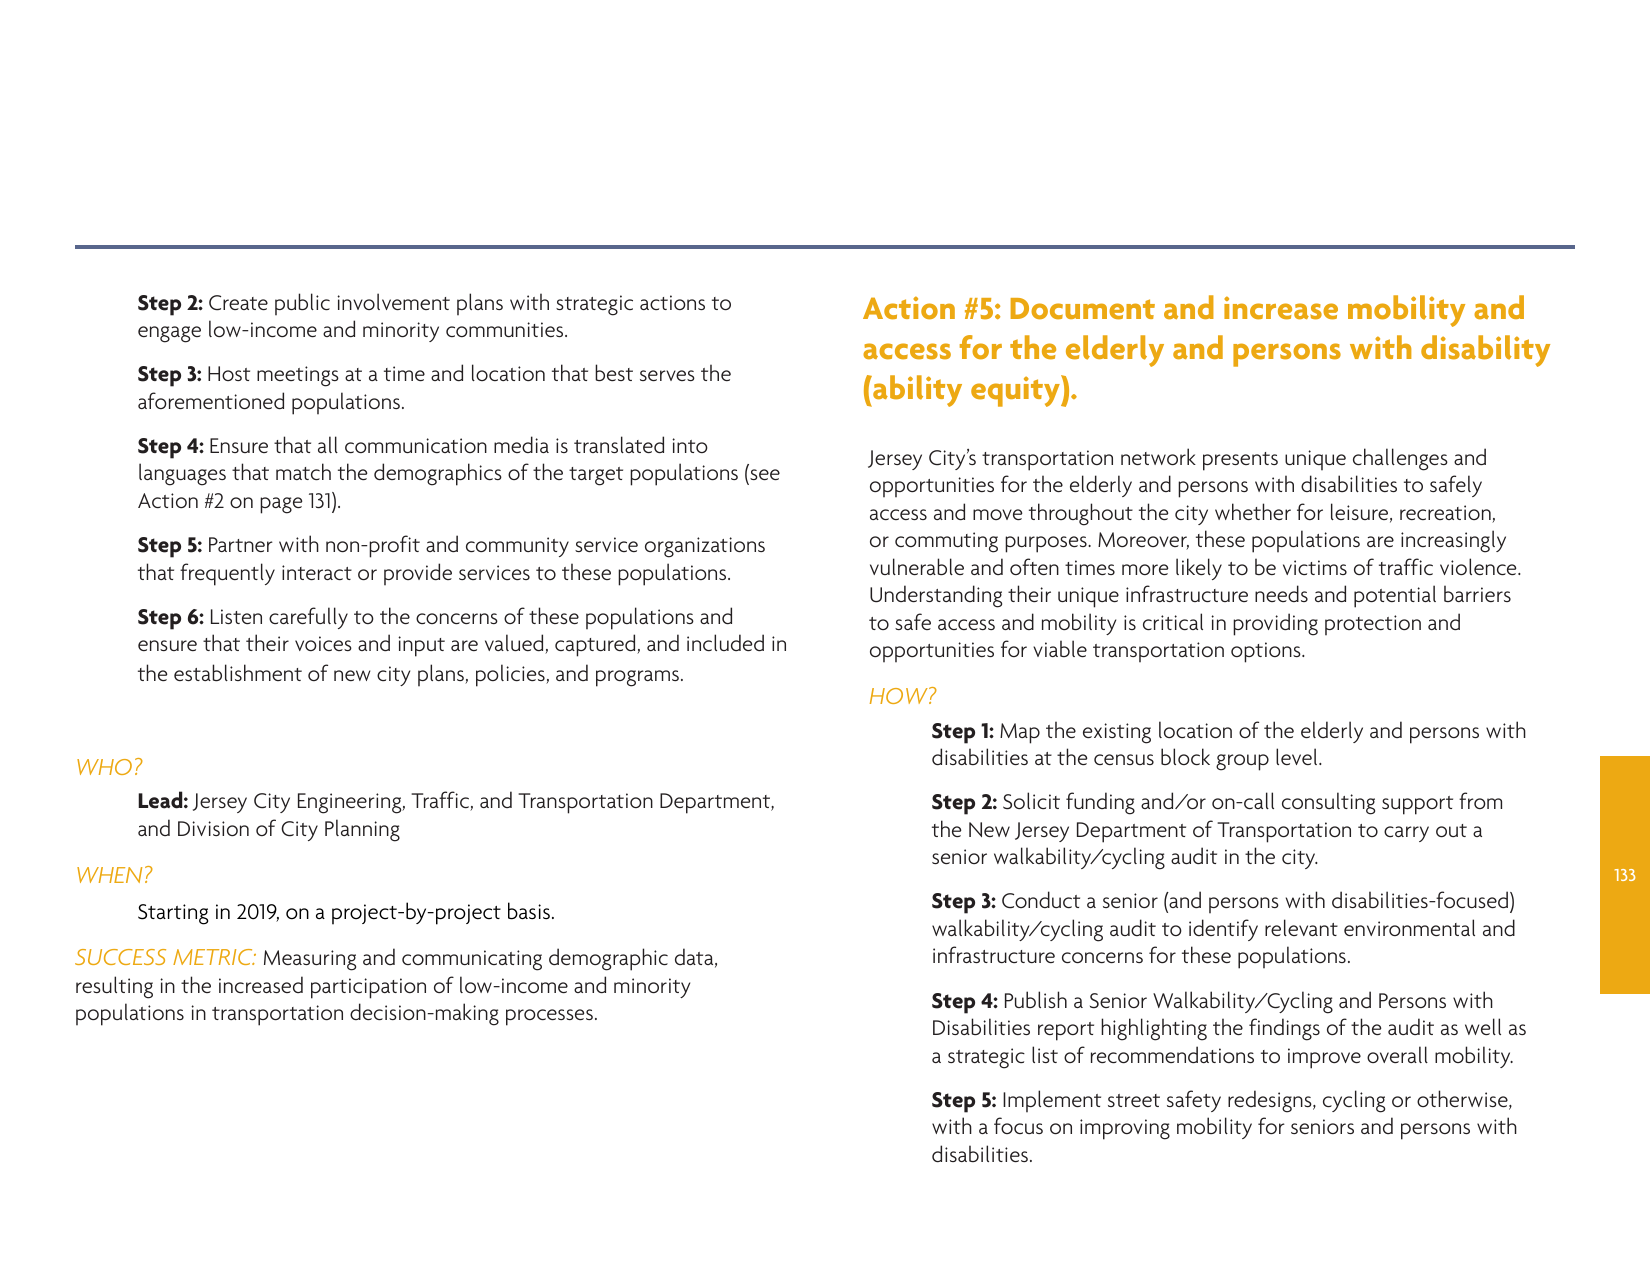 Step 2: Create public involvement plans with strategic actions to
engage low-income and minority communities.
Step 3: Host meetings at a time and location that best serves the
aforementioned populations.
Step 4: Ensure that all communication media is translated into
languages that match the demographics of the target populations (see
Action #2 on page 131).
Step 5: Partner with non-profit and community service organizations
that frequently interact or provide services to these populations.
Step 6: Listen carefully to the concerns of these populations and
ensure that their voices and input are valued, captured, and included in
the establishment of new city plans, policies, and programs.
WHO?
Lead: Jersey City Engineering, Traffic, and Transportation Department,
and Division of City Planning
WHEN?
Starting in 2019, on a project-by-project basis.
SUCCESS METRIC: Measuring and communicating demographic data,
resulting in the increased participation of low-income and minority
populations in transportation decision-making processes.
Action #5: Document and increase mobility and
access for the elderly and persons with disability
(ability equity).
Jersey City’s transportation network presents unique challenges and
opportunities for the elderly and persons with disabilities to safely
access and move throughout the city whether for leisure, recreation,
or commuting purposes. Moreover, these populations are increasingly
vulnerable and often times more likely to be victims of traffic violence.
Understanding their unique infrastructure needs and potential barriers
to safe access and mobility is critical in providing protection and
opportunities for viable transportation options.
HOW?
Step 1: Map the existing location of the elderly and persons with
disabilities at the census block group level.
Step 2: Solicit funding and/or on-call consulting support from
the New Jersey Department of Transportation to carry out a
senior walkability/cycling audit in the city.
Step 3: Conduct a senior (and persons with disabilities-focused)
walkability/cycling audit to identify relevant environmental and
infrastructure concerns for these populations.
Step 4: Publish a Senior Walkability/Cycling and Persons with
Disabilities report highlighting the findings of the audit as well as
a strategic list of recommendations to improve overall mobility.
Step 5: Implement street safety redesigns, cycling or otherwise,
with a focus on improving mobility for seniors and persons with
disabilities.
133